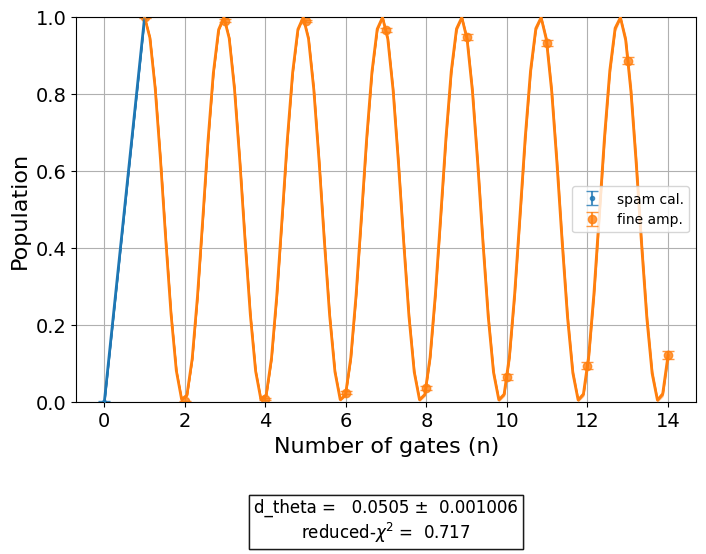 1.0
0.8
0.6
0.4
0.2
0.0
Population
spam cal.
fine amp.
0 2 4 6 8 10 12 14
Number of gates (n)
d_theta = 0.0505 ± 0.001006
reduced-χ² = 0.717